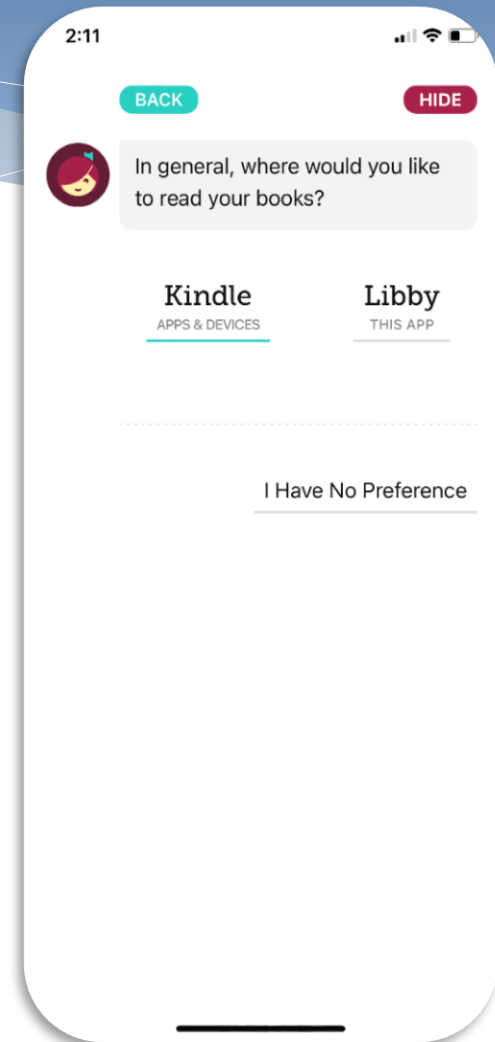 2:11
BACK
HIDE
In general, where would you like
to read your books?
Kindle
APPS & DEVICES
Libby
THIS APP
I Have No Preference